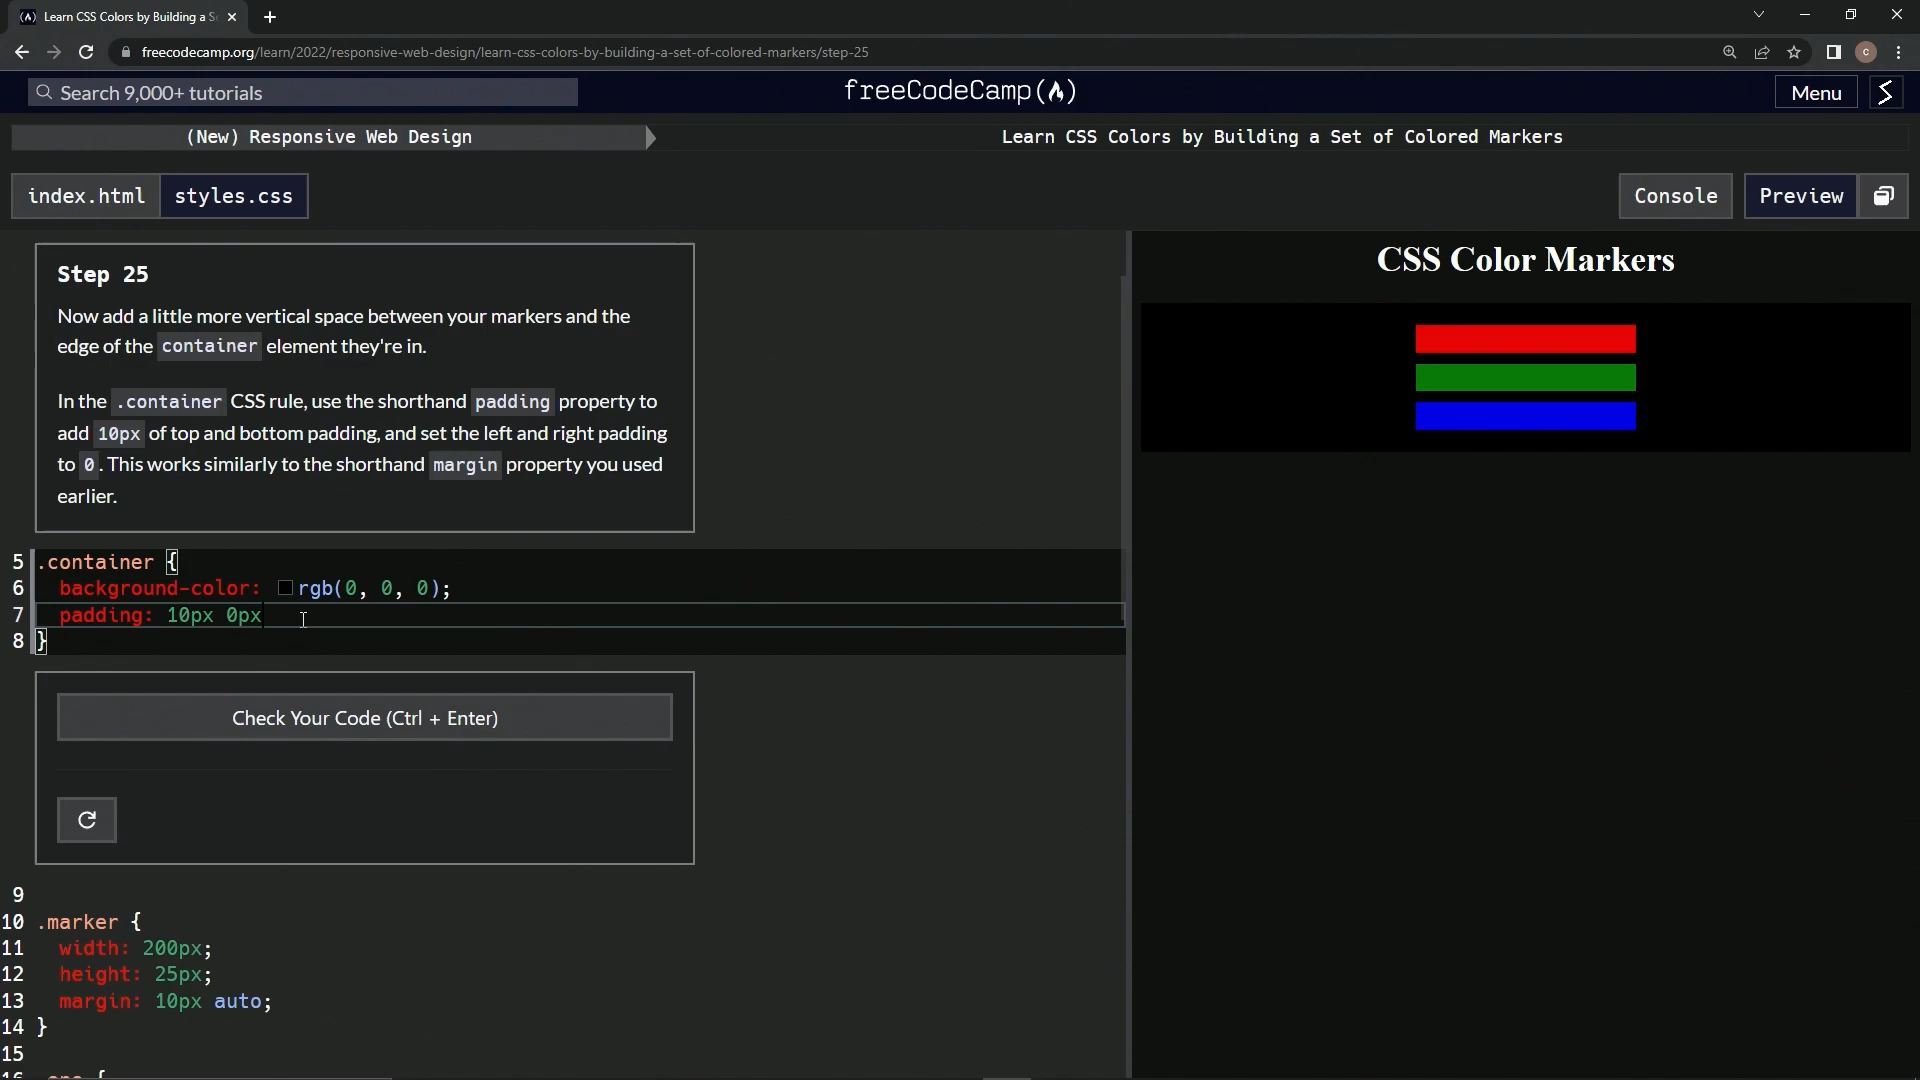 Learn CSS Colors by Building a S
freecodecamp.org/learn/2022/responsive-web-design/learn-css-colors-by-building-a-set-of-colored-markers/step-25
c
Search 9,000+ tutorials
freeCodeCamp
Menu
(New) Responsive Web Design
Learn CSS Colors by Building a Set of Colored Markers
index.html
styles.css
Console
Preview
Step 25
Now add a little more vertical space between your markers and the
edge of the container element they're in.
In the .container CSS rule, use the shorthand padding property to
add 10px of top and bottom padding, and set the left and right padding
to 0. This works similarly to the shorthand margin property you used
earlier.
5 .container {
6 background-color: rgb(0, 0, 0);
7 padding: 10px 0px
8 }
Check Your Code (Ctrl + Enter)
9
10 .marker {
11 width: 200px;
12 height: 25px;
13 margin: 10px auto;
14 }
15
CSS Color Markers